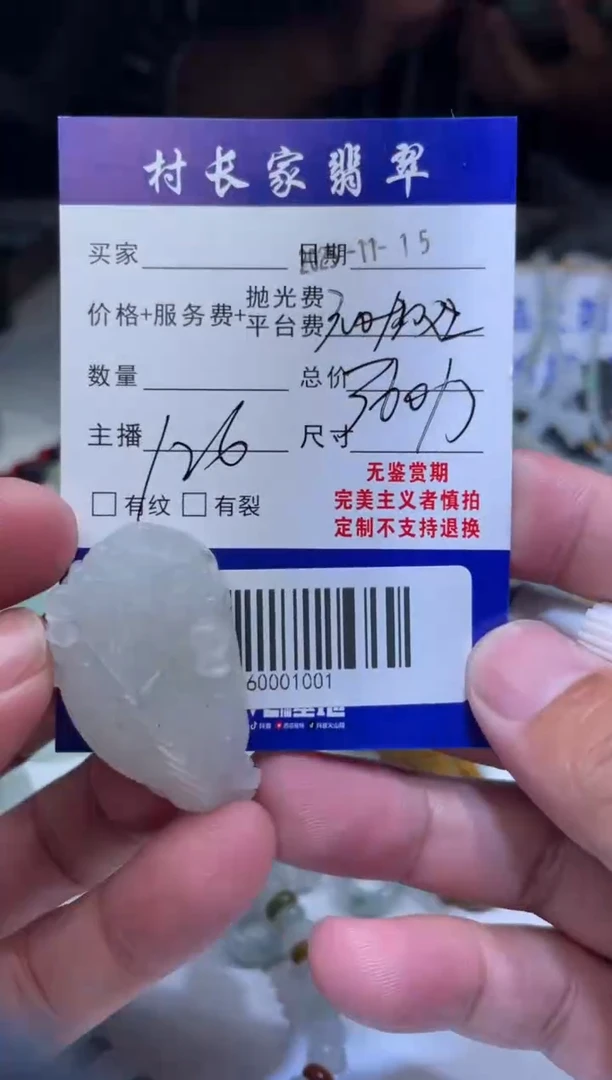 村长家翡翠
买家 日期 -11-15
价格+服务费+抛光费平台费
数量 总价
主播 126 尺寸
□有纹 □有裂
无鉴赏期
完美主义者慎拍
定制不支持退换
60001001